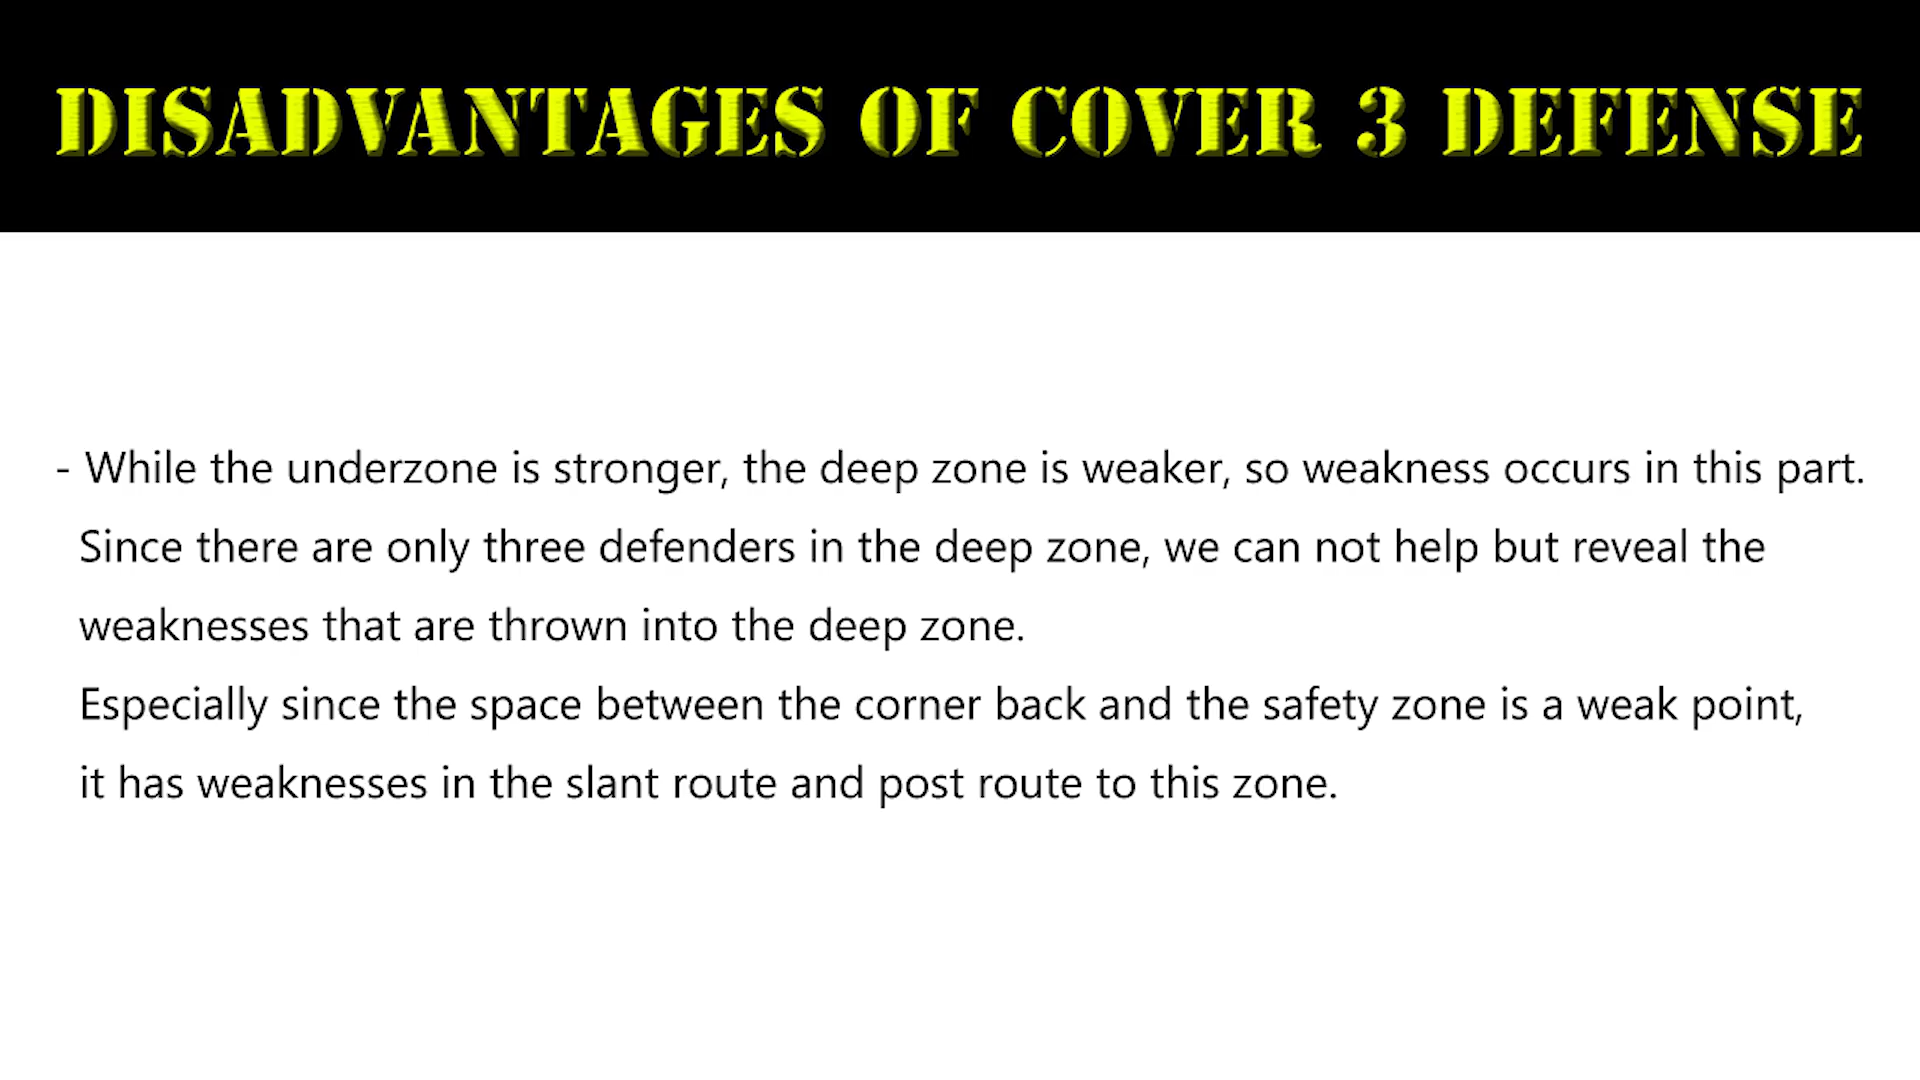 DISADVANTAGES OF COVER 3 DEFENSE
- While the underzone is stronger, the deep zone is weaker, so weakness occurs in this part.
Since there are only three defenders in the deep zone, we can not help but reveal the
weaknesses that are thrown into the deep zone.
Especially since the space between the corner back and the safety zone is a weak point,
it has weaknesses in the slant route and post route to this zone.